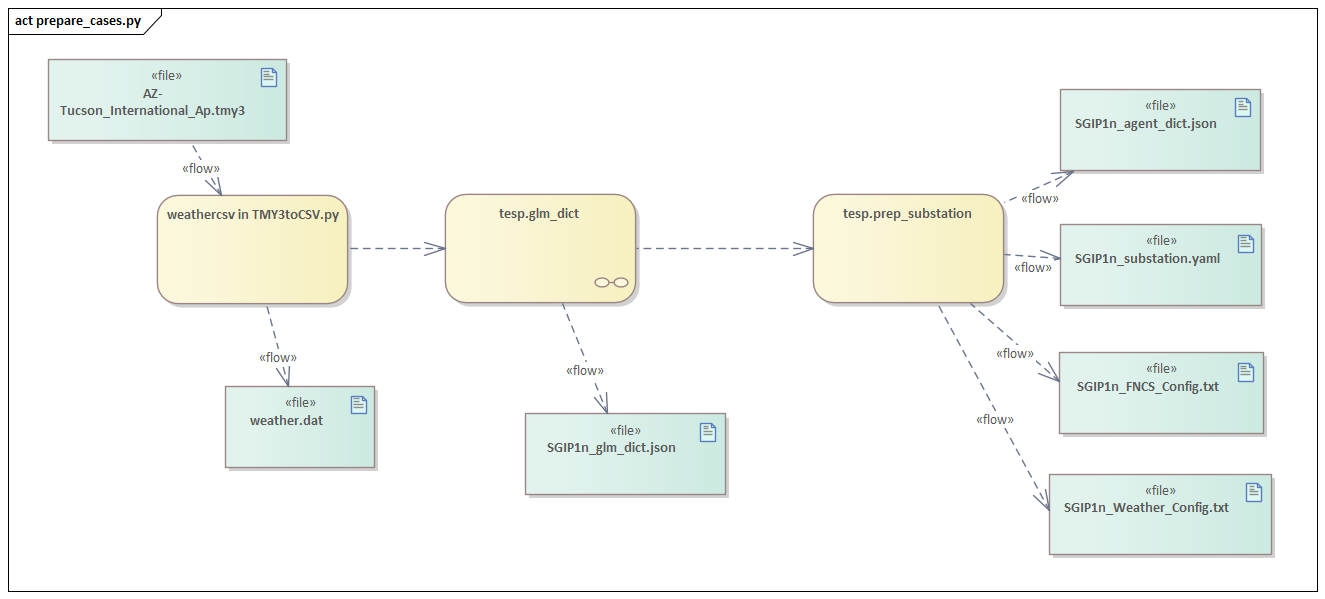 act prepare_cases.py
«file»
AZ-
Tucson_International_Ap.tmy3
«flow»
weathercsv in TMY3toCSV.py
«flow»
«file»
weather.dat
tesp.glm_dict
«flow»
«file»
SGIP1n_glm_dict.json
tesp.prep_substation
«flow»
«file»
SGIP1n_agent_dict.json
«flow»
«file»
SGIP1n_substation.yaml
«flow»
«file»
SGIP1n_FNCS_Config.txt
«flow»
«file»
SGIP1n_Weather_Config.txt